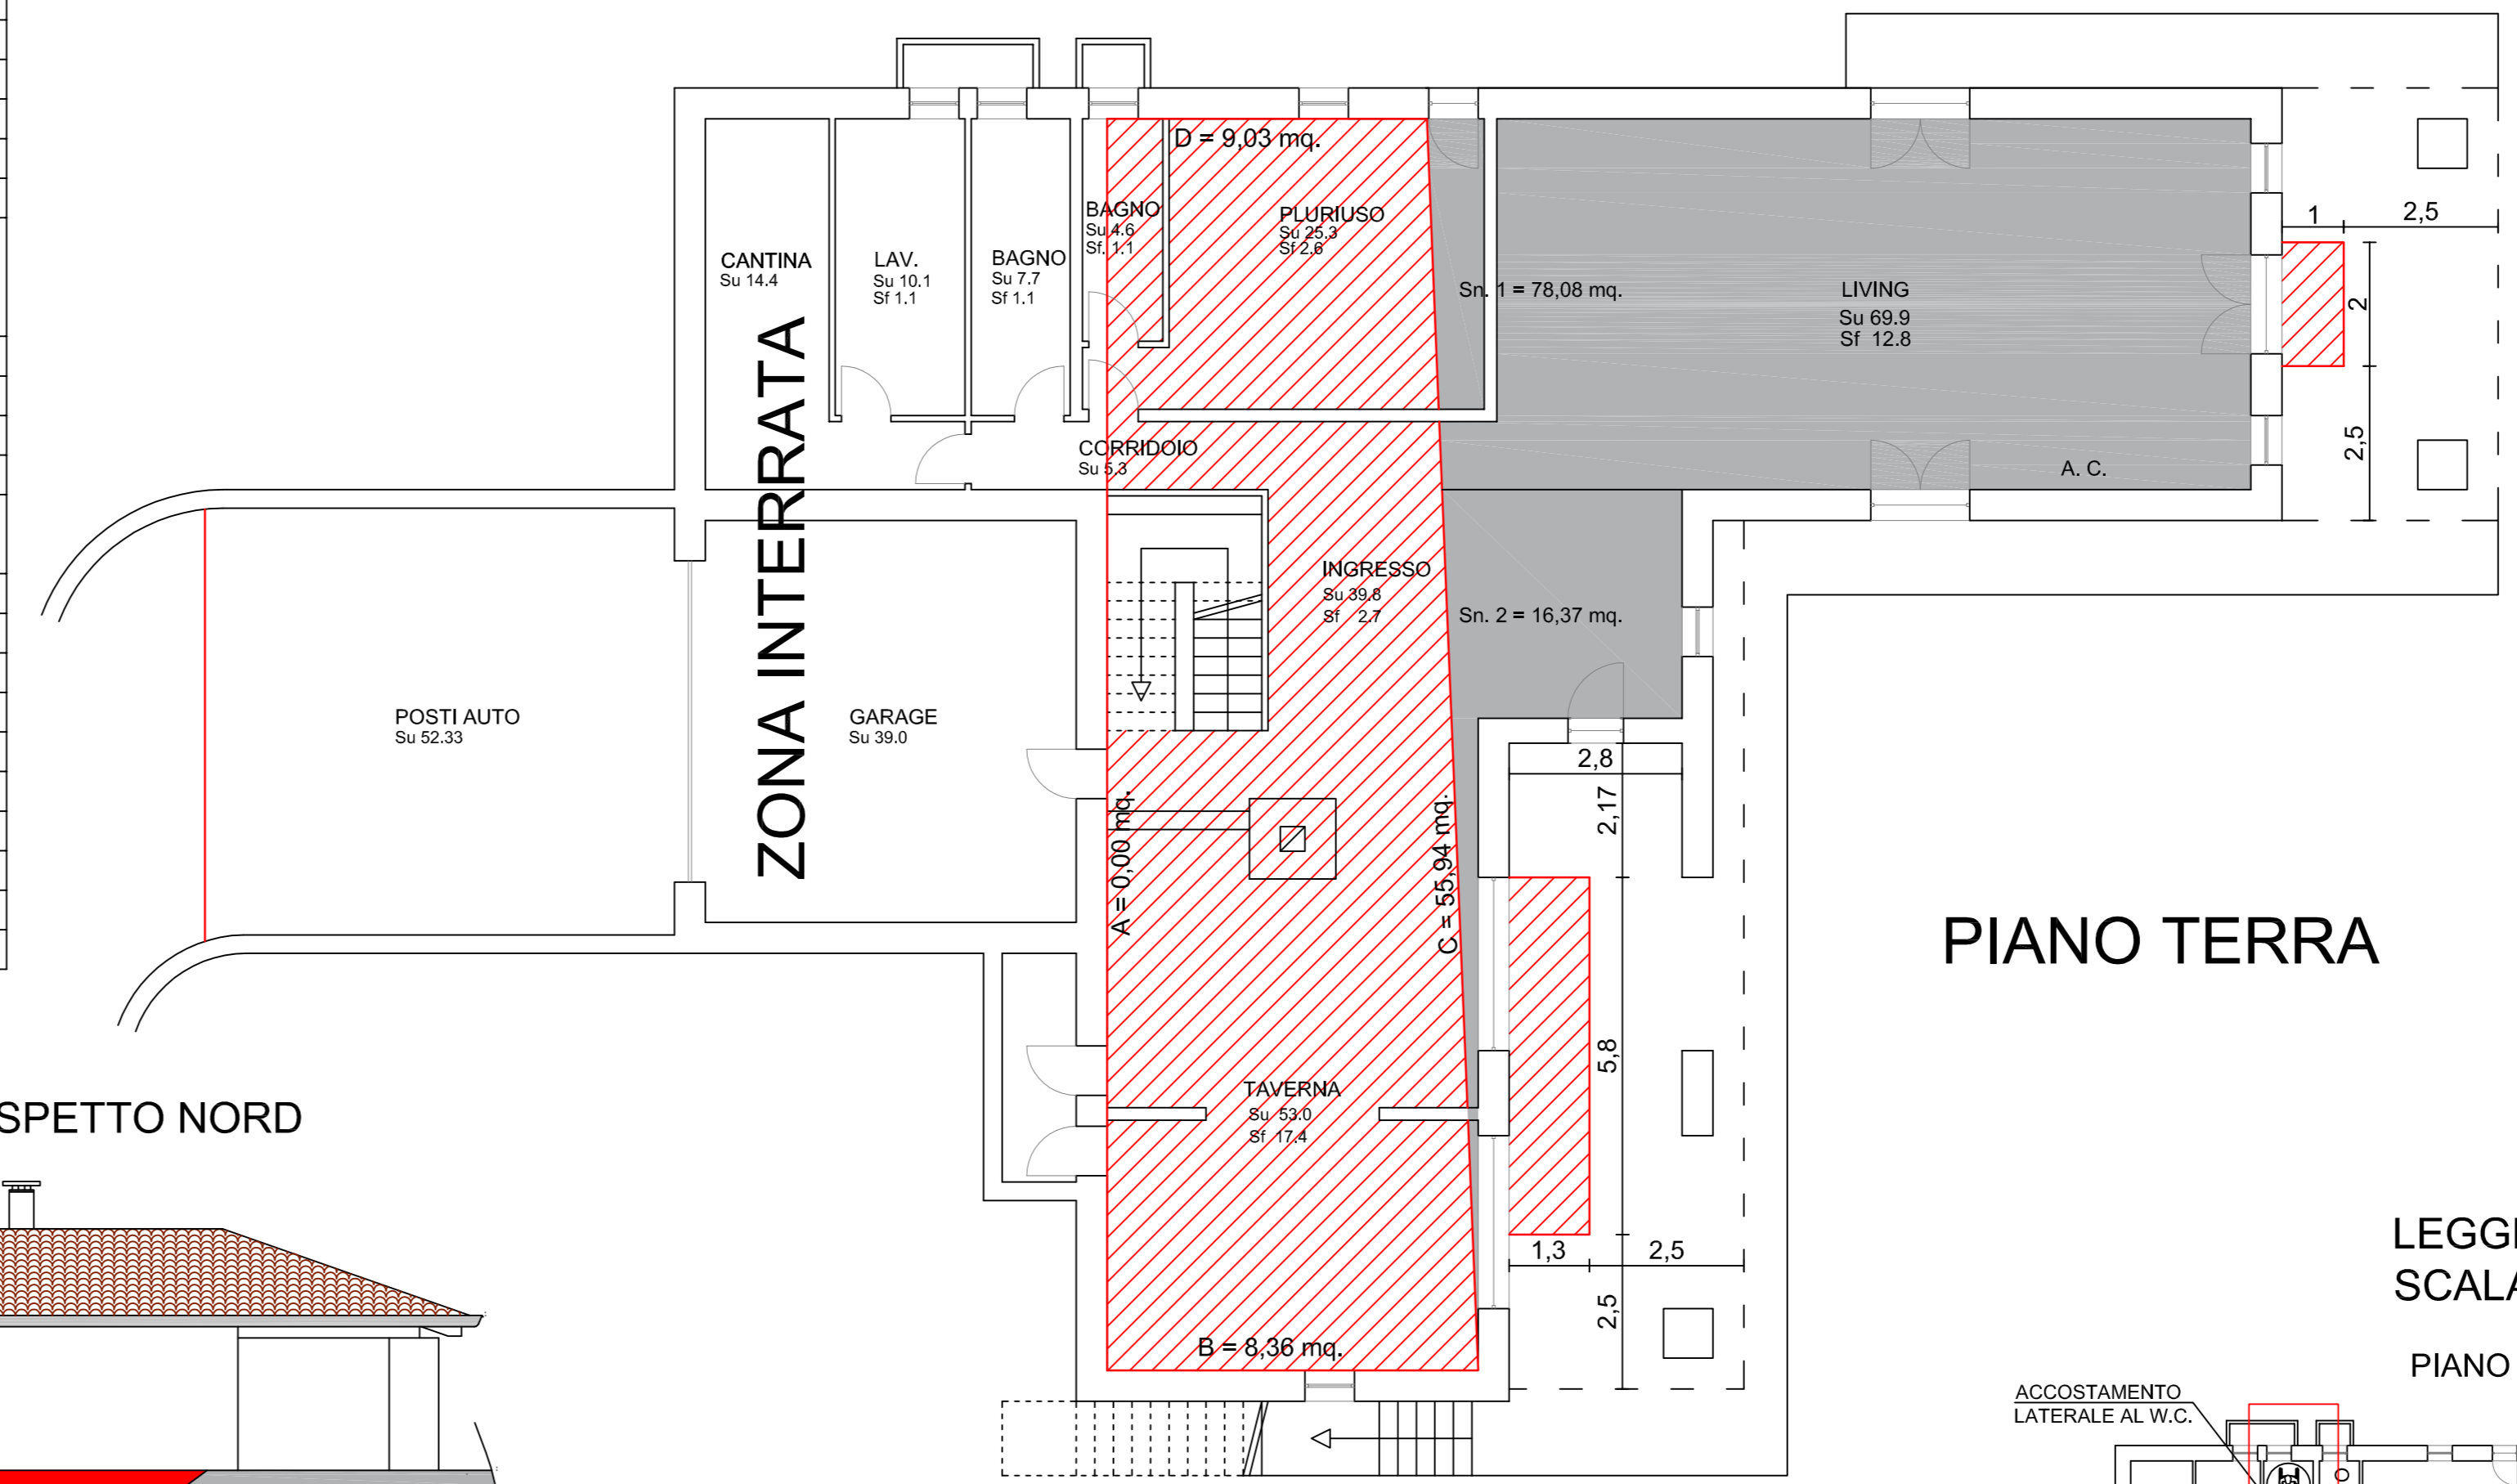 D = 9,03 mq.
BAGNO
Su 4.6
Sf. 1.1
PLURIUSO
Su 25.3
Sf 2.6
CANTINA
Su 14.4
LAV.
Su 10.1
Sf 1.1
BAGNO
Su 7.7
Sf 1.1
Sn. 1 = 78,08 mq.
LIVING
Su 69.9
Sf 12.8
1
2,5
2
2,5
A. C.
CORRIDOIO
Su 5.3
ZONA INTERRATA
INGRESSO
Su 39.8
Sf 2.7
Sn. 2 = 16,37 mq.
POSTI AUTO
Su 52.33
GARAGE
Su 39.0
2,8
2,17
A = 0,00 mq.
C = 55,94 mq.
PIANO TERRA
5,8
TAVERNA
Su 53.0
Sf 17.4
SPETTO NORD
1,3
2,5
2,5
B = 8,36 mq.
LEGG
SCALA
PIANO
ACCOSTAMENTO
LATERALE AL W.C.